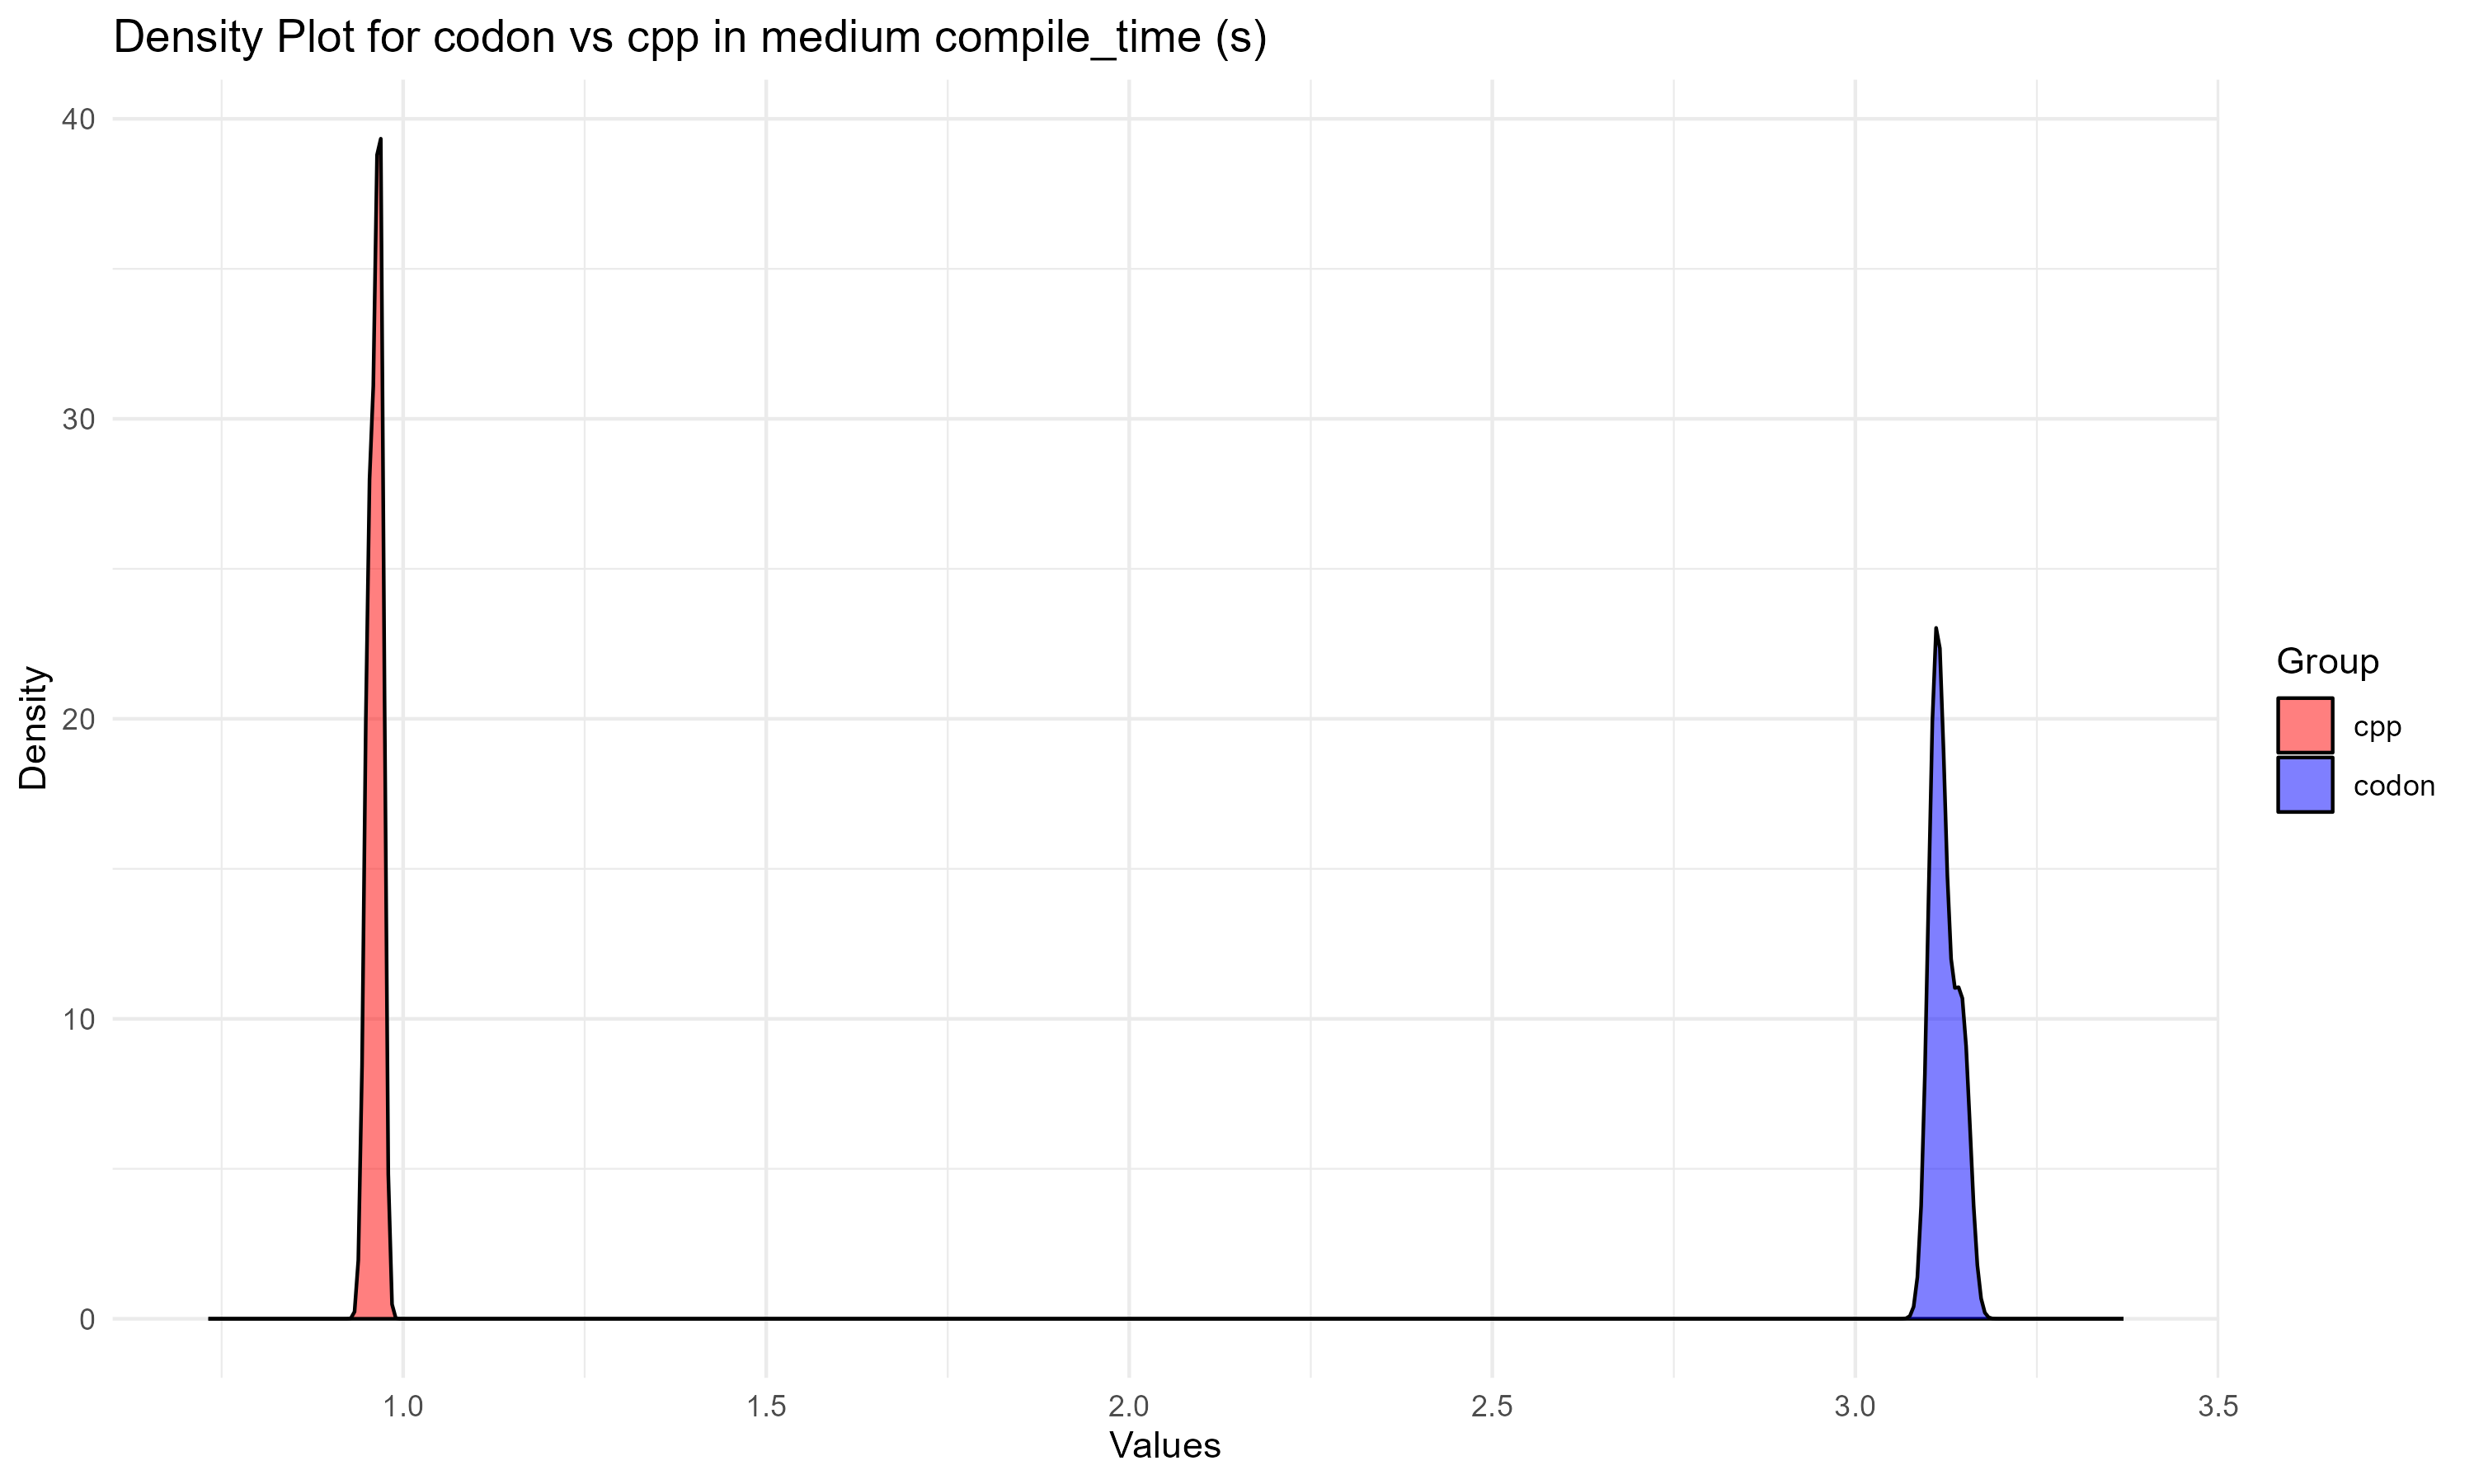 Density Plot for codon vs cpp in medium compile_time (s)
40
30
20
10
0
Density
1.0 1.5 2.0 2.5 3.0 3.5
Values
Group
cpp
codon